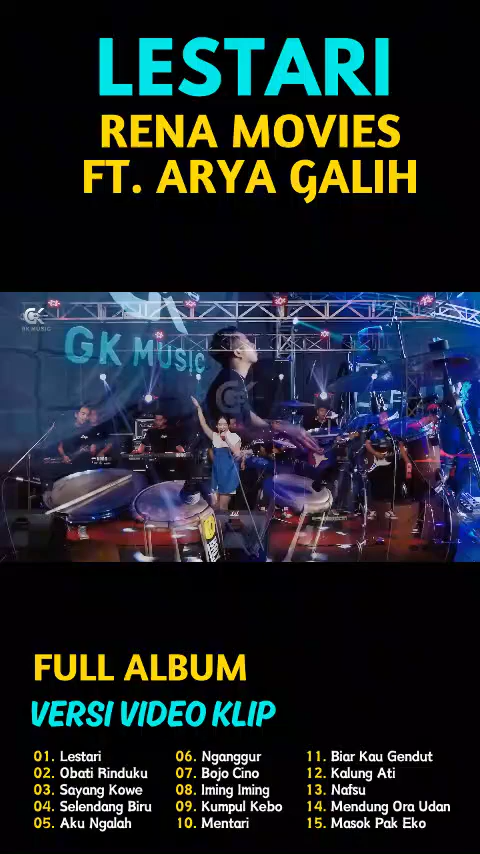 LESTARI
RENA MOVIES
FT. ARYA GALIH
GK MUSIC
GK MUSIC
FULL ALBUM
VERSI VIDEO KLIP
01. Lestari
02. Obati Rinduku
03. Sayang Kowe
04. Selendang Biru
05. Aku Ngalah
06. Nganggur
07. Bojo Cino
08. Iming Iming
09. Kumpul Kebo
10. Mentari
11. Biar Kau Gendut
12. Kalung Ati
13. Nafsu
14. Mendung Ora Udan
15. Masok Pak Eko